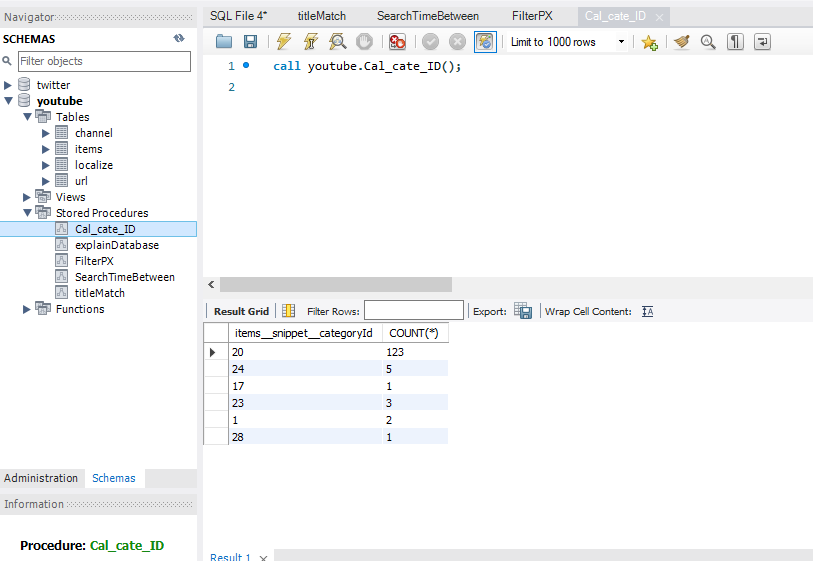 Navigator
SQL File 4* titleMatch SearchTimeBetween FilterPX Cal_cate_ID
SCHEMAS
Limit to 1000 rows
Filter objects
1 call youtube.Cal_cate_ID();
2
twitter
youtube
Tables
channel
items
localize
url
Views
Stored Procedures
Cal_cate_ID
explainDatabase
FilterPX
SearchTimeBetween
titleMatch
Functions
Result Grid Filter Rows: Export: Wrap Cell Content:
items__snippet__categoryId COUNT(*)
20 123
24 5
17 1
23 3
1 2
28 1
Administration Schemas
Information
Procedure: Cal_cate_ID
Result 1